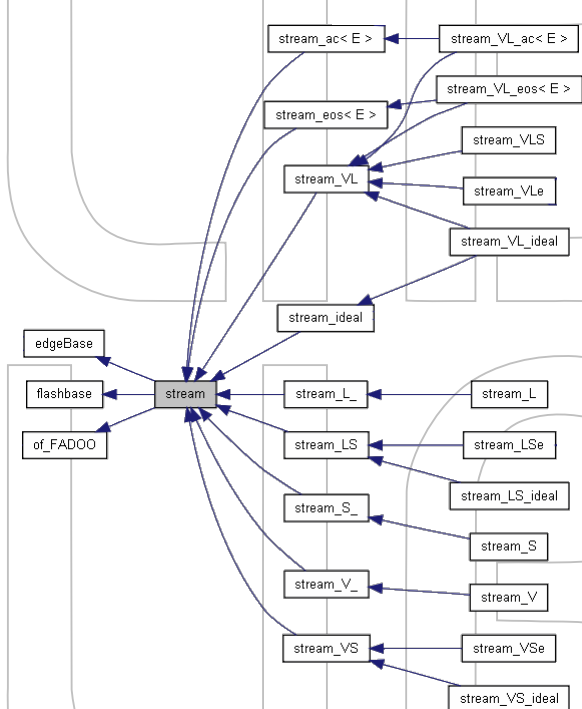 stream_ac< E >
stream_VL_ac< E >
stream_VL_eos< E >
stream_eos< E >
stream_VLS
stream_VL
stream_VLe
stream_VL_ideal
stream_ideal
edgeBase
flashbase
stream
stream_L_
stream_L
of_FADOO
stream_LS
stream_LSe
stream_LS_ideal
stream_S_
stream_S
stream_V_
stream_V
stream_VS
stream_VSe
stream_VS_ideal